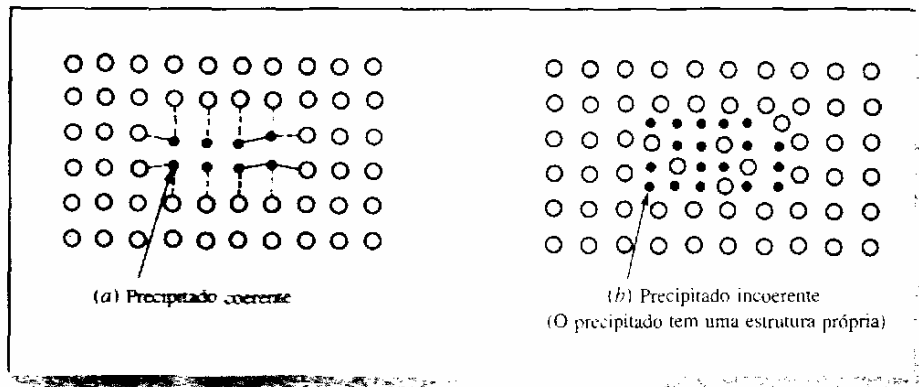 (a) Precipitado coerente
(b) Precipitado incoerente
(O precipitado tem uma estrutura própria)